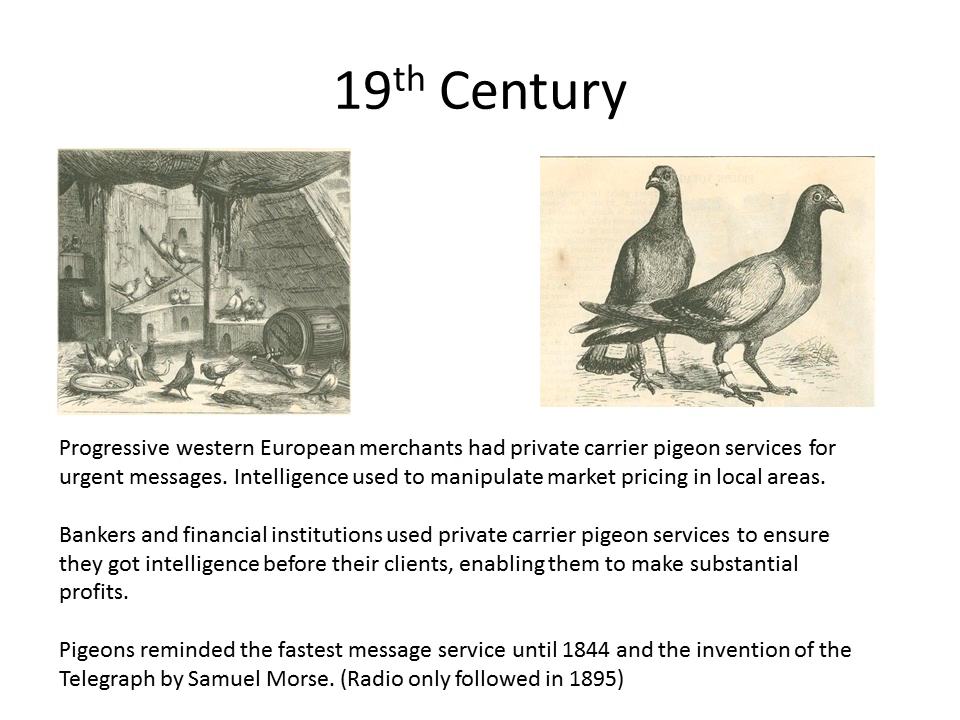 19th Century
Progressive western European merchants had private carrier pigeon services for
urgent messages. Intelligence used to manipulate market pricing in local areas.
Bankers and financial institutions used private carrier pigeon services to ensure
they got intelligence before their clients, enabling them to make substantial
profits.
Pigeons reminded the fastest message service until 1844 and the invention of the
Telegraph by Samuel Morse. (Radio only followed in 1895)